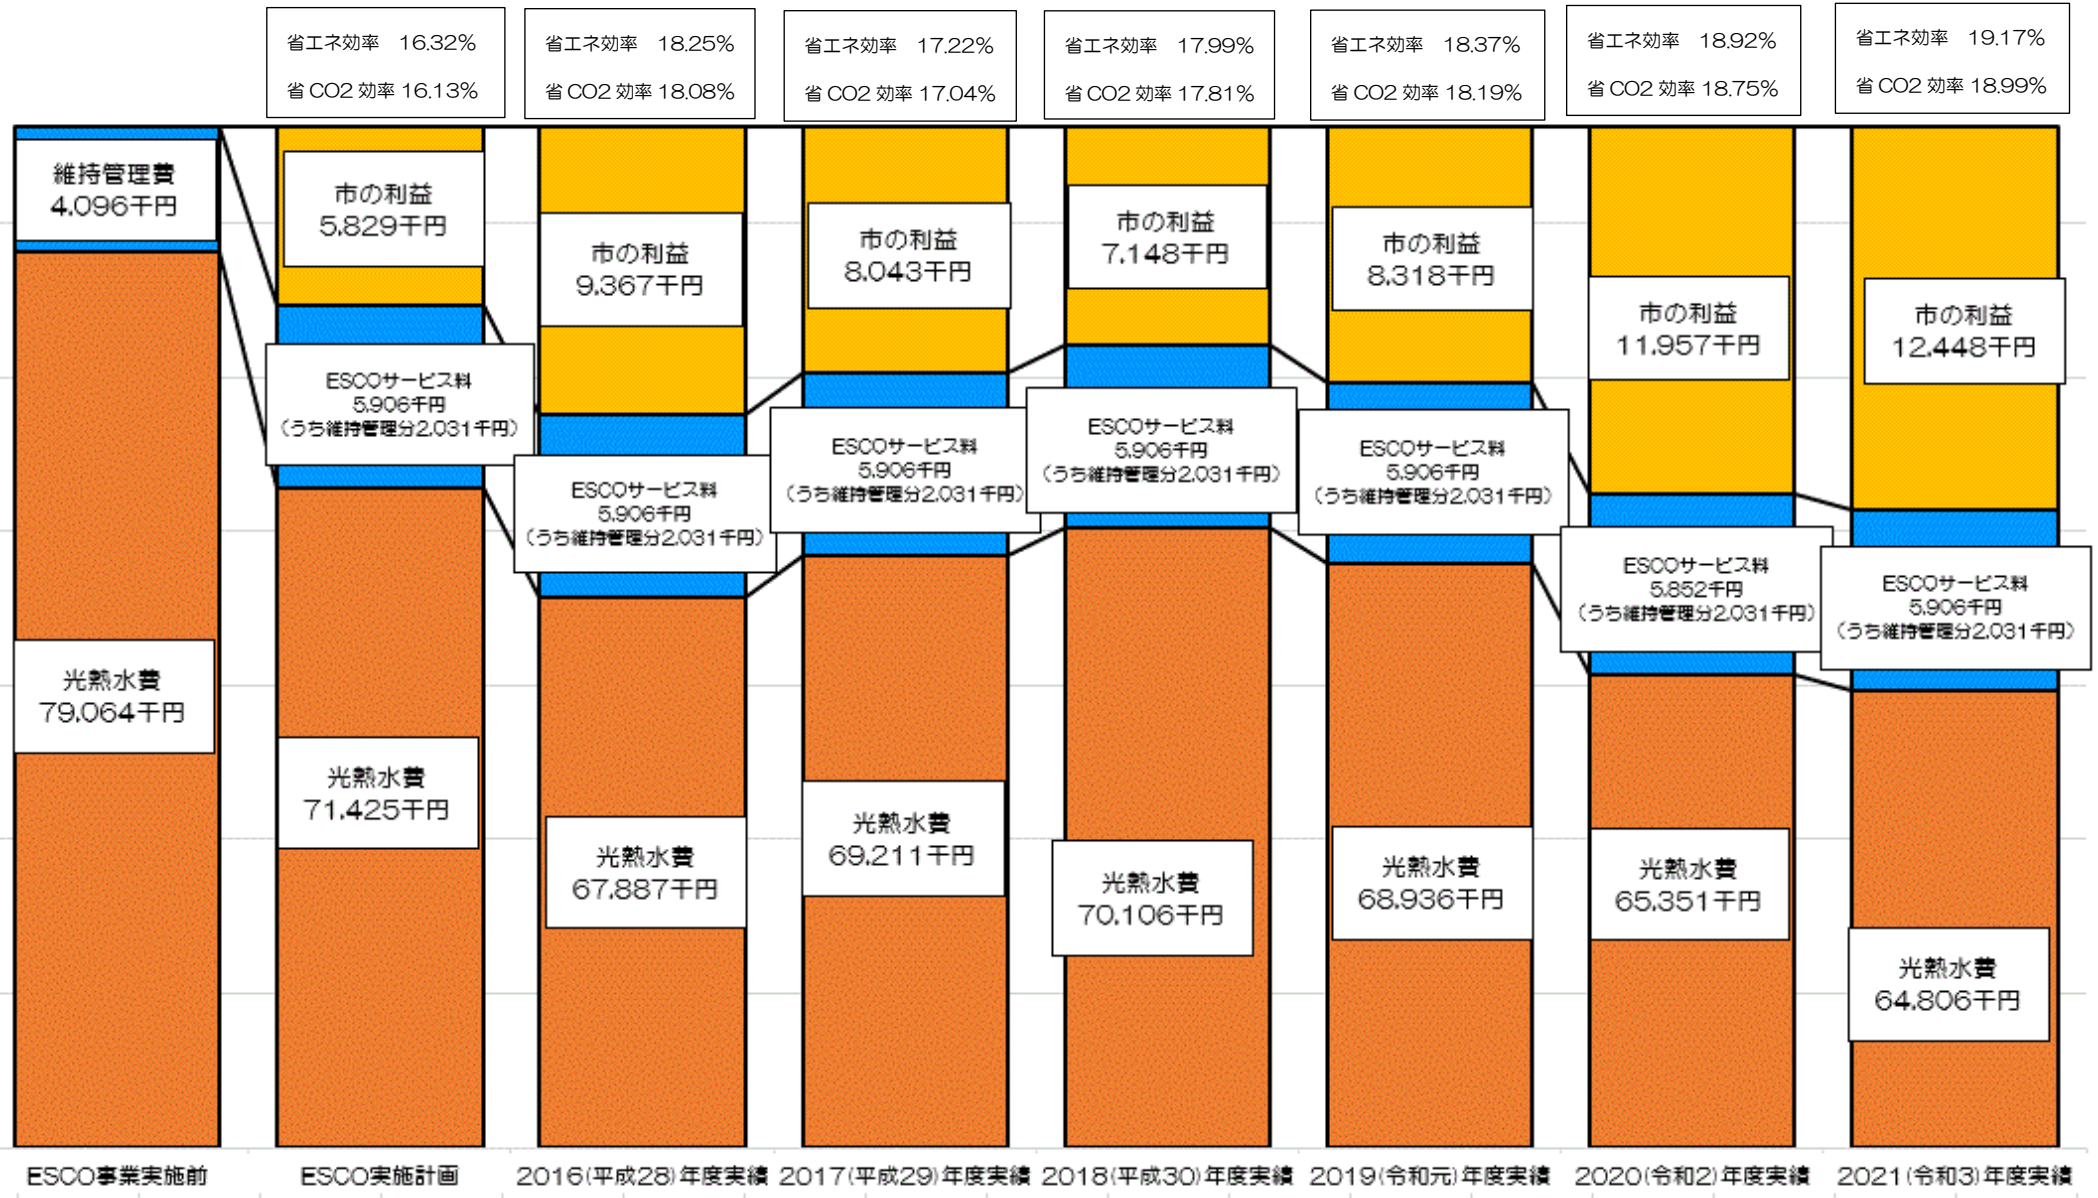 省エネ効率 16.32%
省 CO2 効率 16.13%
省エネ効率 18.25%
省 CO2 効率 18.08%
省エネ効率 17.22%
省 CO2 効率 17.04%
省エネ効率 17.99%
省 CO2 効率 17.81%
省エネ効率 18.37%
省 CO2 効率 18.19%
省エネ効率 18.92%
省 CO2 効率 18.75%
省エネ効率 19.17%
省 CO2 効率 18.99%
維持管理費
4.096千円
光熱水費
79.064千円
市の利益
5.829千円
ESCOサービス料
5.906千円
(うち維持管理分2.031千円)
光熱水費
71.425千円
市の利益
9.367千円
ESCOサービス料
5.906千円
(うち維持管理分2.031千円)
光熱水費
67.887千円
市の利益
8.043千円
ESCOサービス料
5.906千円
(うち維持管理分2.031千円)
光熱水費
69.211千円
市の利益
7.148千円
ESCOサービス料
5.906千円
(うち維持管理分2.031千円)
光熱水費
70.106千円
市の利益
8.318千円
ESCOサービス料
5.906千円
(うち維持管理分2.031千円)
光熱水費
68.936千円
市の利益
11.957千円
ESCOサービス料
5.852千円
(うち維持管理分2.031千円)
光熱水費
65.351千円
市の利益
12.448千円
ESCOサービス料
5.906千円
(うち維持管理分2.031千円)
光熱水費
64.806千円
ESCO事業実施前
ESCO実施計画
2016(平成28)年度実績
2017(平成29)年度実績
2018(平成30)年度実績
2019(令和元)年度実績
2020(令和2)年度実績
2021(令和3)年度実績